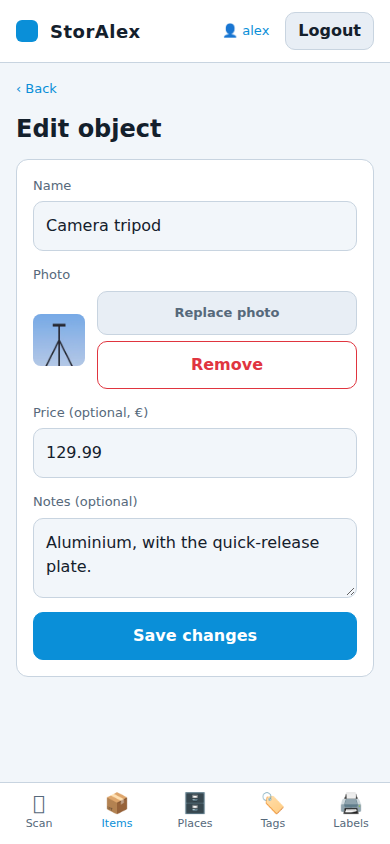 StorAlex
alex
Logout
‹ Back
Edit object
Name
Camera tripod
Photo
Replace photo
Remove
Price (optional, €)
129.99
Notes (optional)
Aluminium, with the quick-release
plate.
Save changes
Scan
Items
Places
Tags
Labels